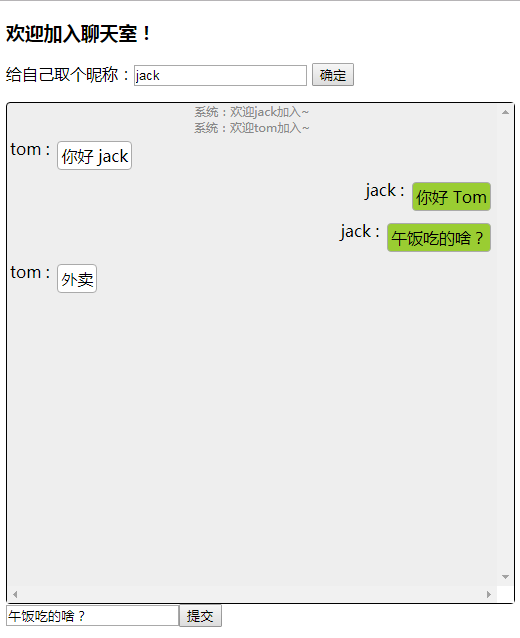 欢迎加入聊天室！
给自己取个昵称：jack 确定
系统：欢迎jack加入~
系统：欢迎tom加入~
tom： 你好 jack
jack： 你好 Tom
jack： 午饭吃的啥？
tom： 外卖
午饭吃的啥？ 提交